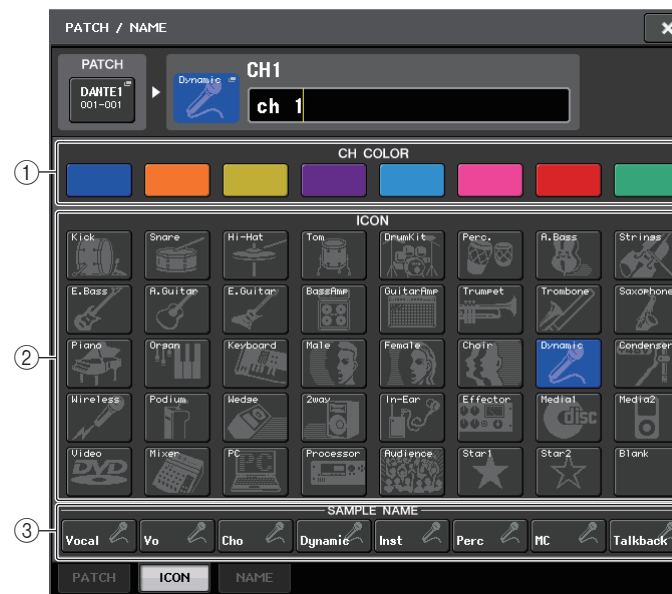 PATCH / NAME
PATCH
DANTE1
001-001
Dynamic
CH1
ch 1
1
CH COLOR
2
ICON
Kick Snare Hi-Hat Tom DrumKit Perc. A.Bass Strings
E.Bass A.Guitar E.Guitar BassAmp GuitarAmp Trumpet Trombone Saxophone
Piano Organ Keyboard Male Female Choir Dynamic Condenser
Wireless Podium Wedge 2way In-Ear Effector Media1 Media2
disc
Video Mixer PC Processor Audience Star1 Star2 Blank
DVD PC
3
SAMPLE NAME
Vocal Vo Cho Dynamic Inst Perc MC Talkback
PATCH ICON NAME